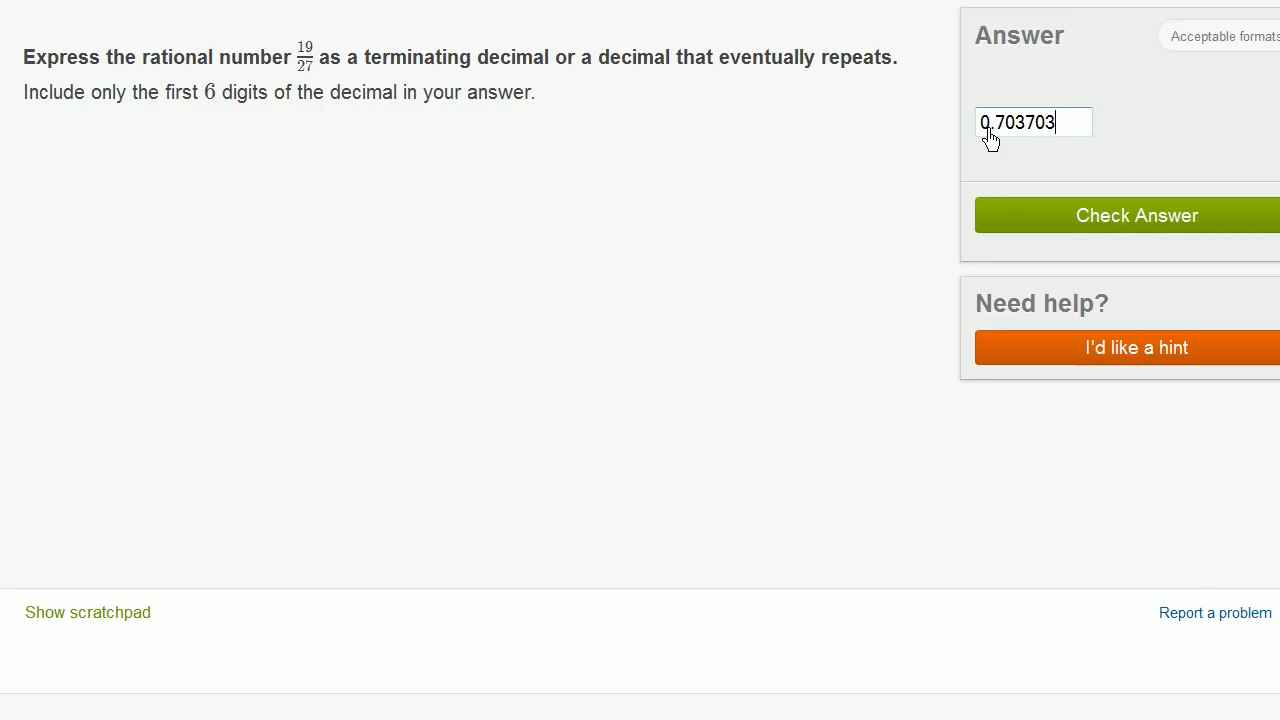 Express the rational number 19/27 as a terminating decimal or a decimal that eventually repeats.
Include only the first 6 digits of the decimal in your answer.
Answer
Acceptable formats
0.703703
Check Answer
Need help?
I'd like a hint
Show scratchpad
Report a problem